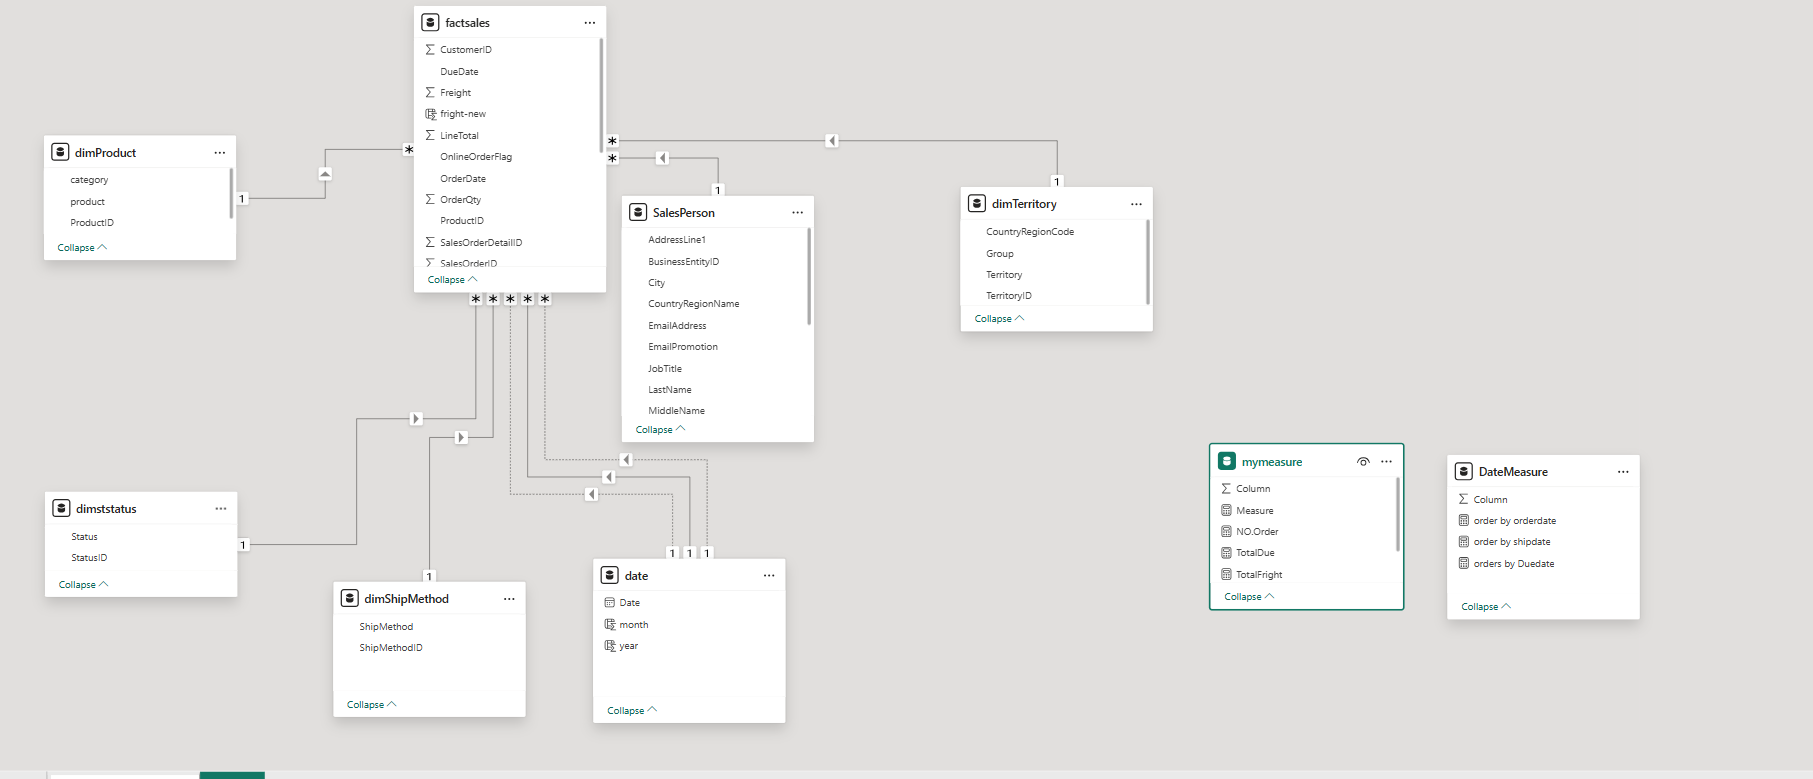 factsales
CustomerID
DueDate
Freight
fright-new
LineTotal
OnlineOrderFlag
OrderDate
OrderQty
ProductID
SalesOrderDetailID
SalesOrderID
Collapse
dimProduct
category
product
ProductID
Collapse
1
*
*
*
1
1
SalesPerson
AddressLine1
BusinessEntityID
City
CountryRegionName
EmailAddress
EmailPromotion
JobTitle
LastName
MiddleName
Collapse
dimTerritory
CountryRegionCode
Group
Territory
TerritoryID
Collapse
* * * * *
mymeasure
Column
Measure
NO.Order
TotalDue
TotalFright
Collapse
DateMeasure
Column
order by orderdate
order by shipdate
orders by Duedate
Collapse
dimststatus
Status
StatusID
Collapse
1
1
dimShipMethod
ShipMethod
ShipMethodID
Collapse
1 1 1
date
Date
month
year
Collapse